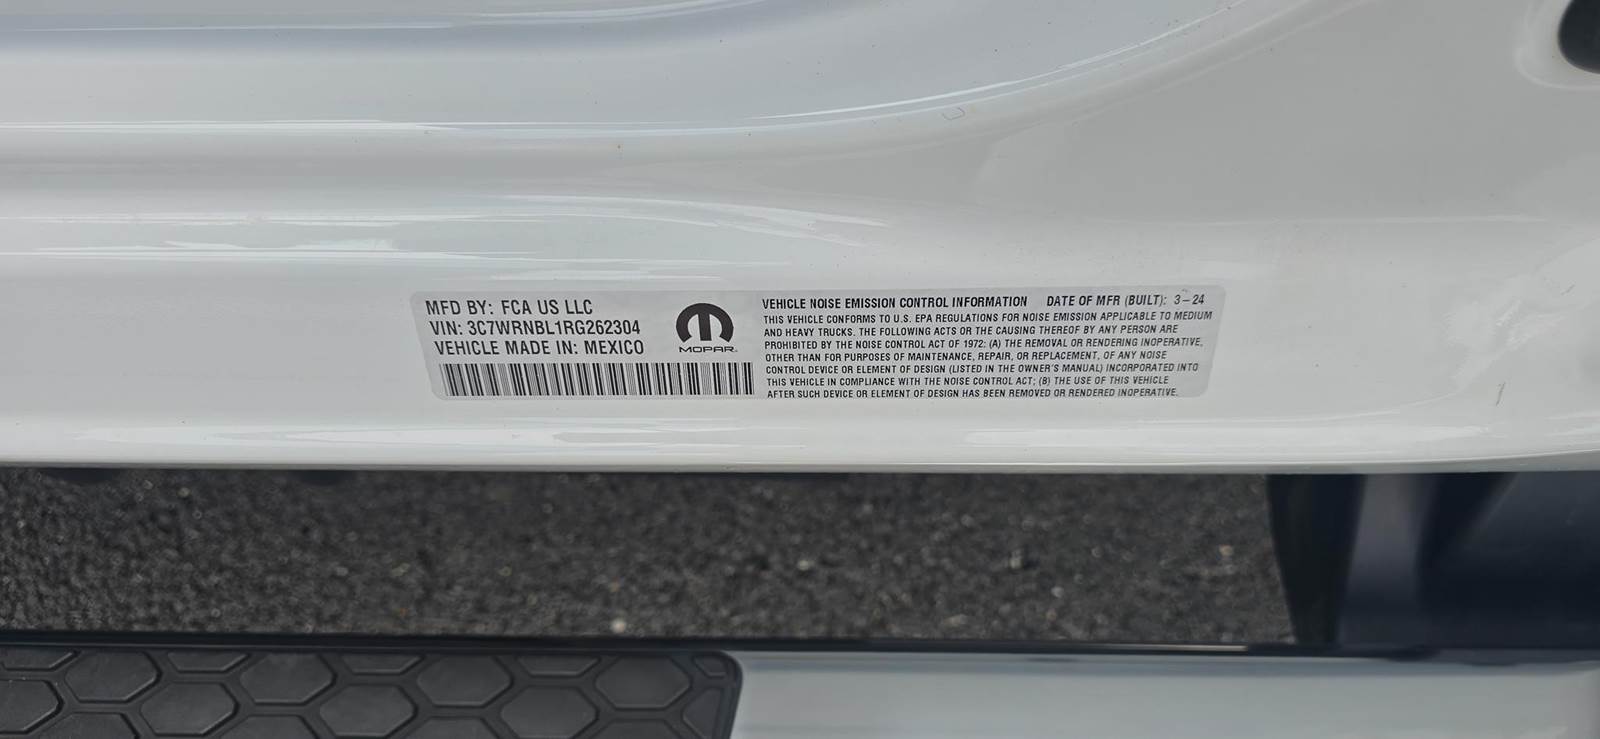 MFD BY: FCA US LLC
VIN: 3C7WRNBL1RG262304
VEHICLE MADE IN: MEXICO
MOPAR
VEHICLE NOISE EMISSION CONTROL INFORMATION DATE OF MFR (BUILT): 3-24
THIS VEHICLE CONFORMS TO U.S. EPA REGULATIONS FOR NOISE EMISSION APPLICABLE TO MEDIUM
AND HEAVY TRUCKS. THE FOLLOWING ACTS OR THE CAUSING THEREOF BY ANY PERSON ARE
PROHIBITED BY THE NOISE CONTROL ACT OF 1972: (A) THE REMOVAL OR RENDERING INOPERATIVE,
OTHER THAN FOR PURPOSES OF MAINTENANCE, REPAIR, OR REPLACEMENT, OF ANY NOISE
CONTROL DEVICE OR ELEMENT OF DESIGN (LISTED IN THE OWNER'S MANUAL) INCORPORATED INTO
THIS VEHICLE IN COMPLIANCE WITH THE NOISE CONTROL ACT; (B) THE USE OF THIS VEHICLE
AFTER SUCH DEVICE OR ELEMENT OF DESIGN HAS BEEN REMOVED OR RENDERED INOPERATIVE.